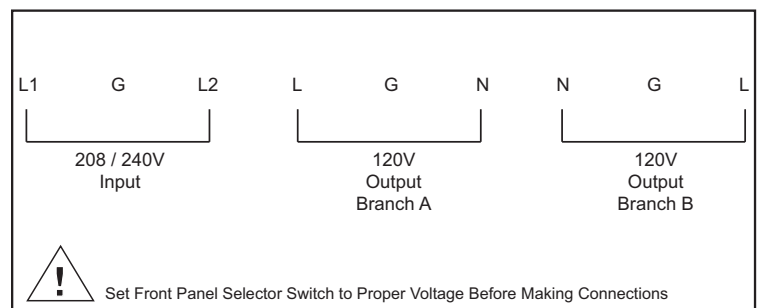 L1 G L2 L G N N G L
208 / 240V 120V 120V
Input Output Output
Branch A Branch B
! Set Front Panel Selector Switch to Proper Voltage Before Making Connections